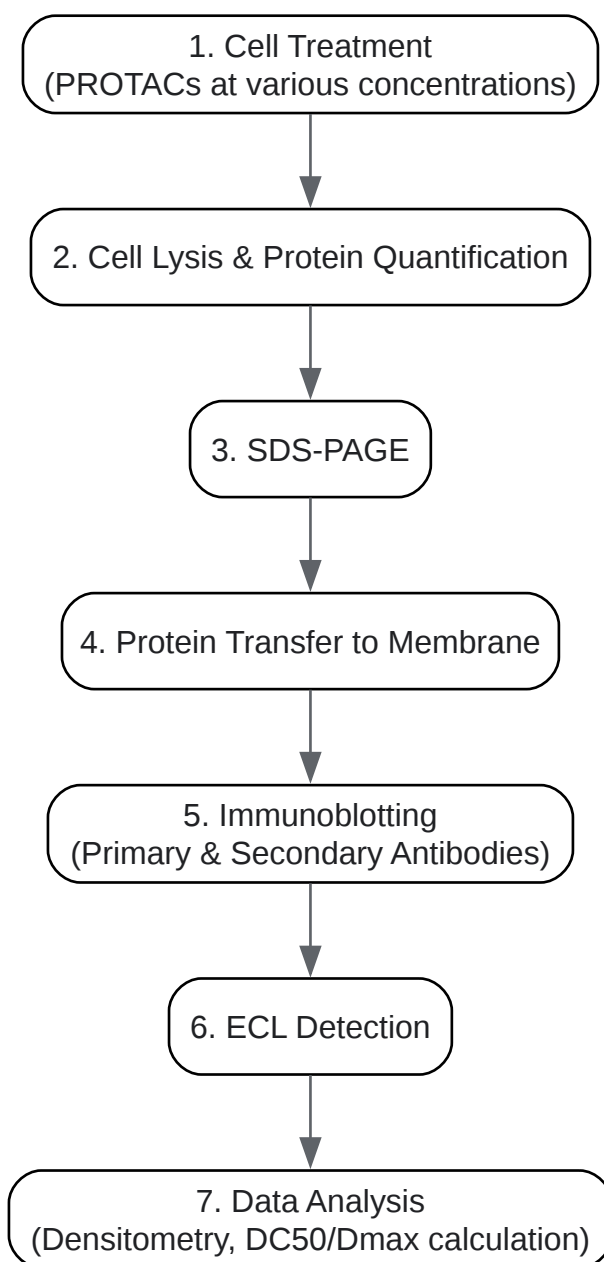 1. Cell Treatment
(PROTACs at various concentrations)
2. Cell Lysis & Protein Quantification
3. SDS-PAGE
4. Protein Transfer to Membrane
5. Immunoblotting
(Primary & Secondary Antibodies)
6. ECL Detection
7. Data Analysis
(Densitometry, DC50/Dmax calculation)